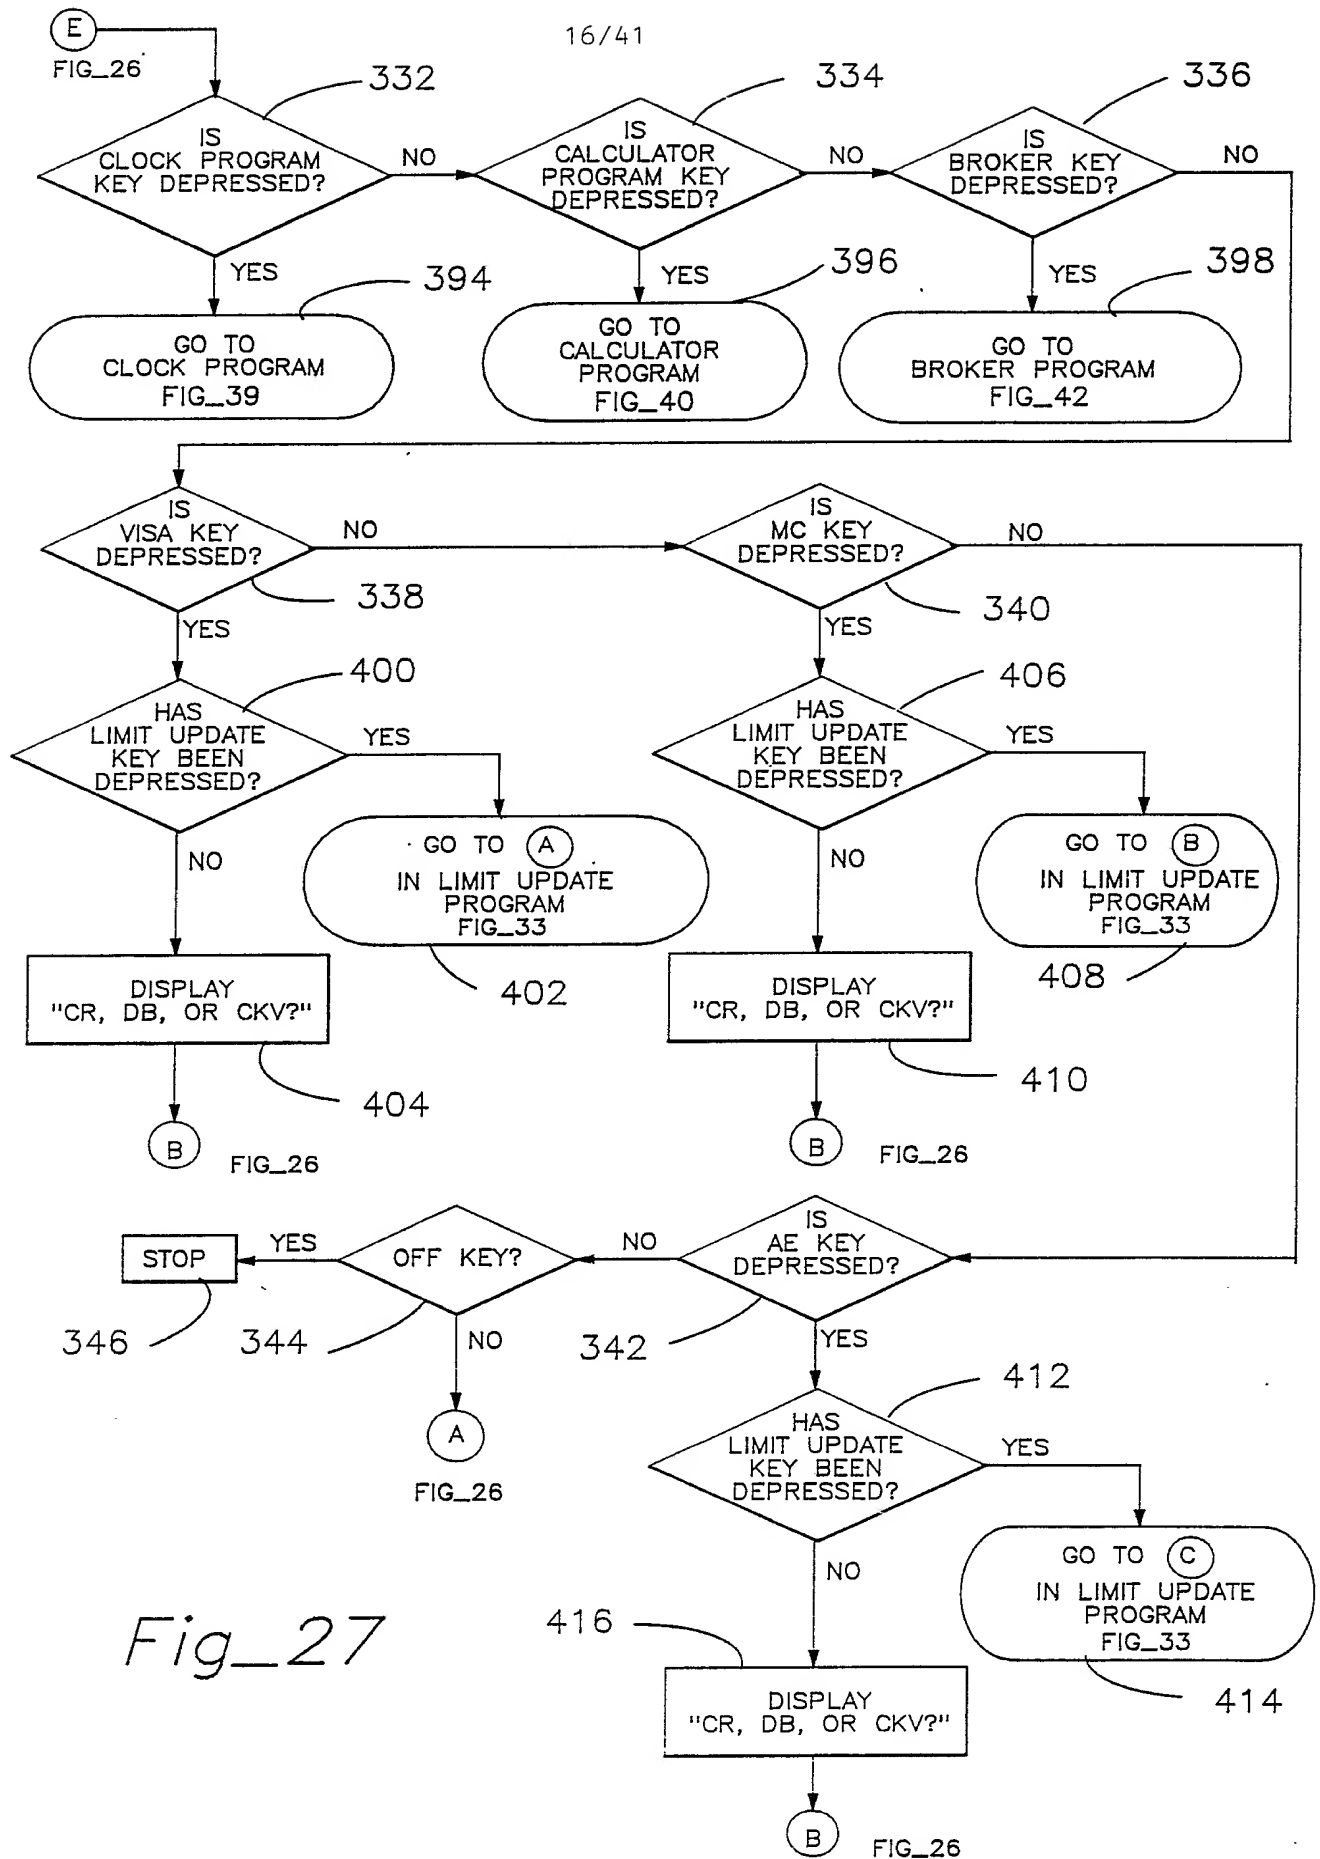 16/41
E
FIG_26
332
334
336
IS
CLOCK PROGRAM
KEY DEPRESSED?
NO
IS
CALCULATOR
PROGRAM KEY
DEPRESSED?
NO
IS
BROKER KEY
DEPRESSED?
NO
YES
394
YES
396
YES
398
GO TO
CLOCK PROGRAM
FIG_39
GO TO
CALCULATOR
PROGRAM
FIG_40
GO TO
BROKER PROGRAM
FIG_42
IS
VISA KEY
DEPRESSED?
NO
338
IS
MC KEY
DEPRESSED?
NO
340
YES
YES
400
406
HAS
LIMIT UPDATE
KEY BEEN
DEPRESSED?
YES
HAS
LIMIT UPDATE
KEY BEEN
DEPRESSED?
YES
NO
GO TO A
IN LIMIT UPDATE
PROGRAM
FIG_33
402
NO
GO TO B
IN LIMIT UPDATE
PROGRAM
FIG_33
408
DISPLAY
"CR, DB, OR CKV?"
404
DISPLAY
"CR, DB, OR CKV?"
410
B
FIG_26
B
FIG_26
STOP
YES
OFF KEY?
NO
IS
AE KEY
DEPRESSED?
346
344
NO
342
YES
A
FIG_26
412
HAS
LIMIT UPDATE
KEY BEEN
DEPRESSED?
YES
NO
GO TO C
IN LIMIT UPDATE
PROGRAM
FIG_33
414
Fig_27
416
DISPLAY
"CR, DB, OR CKV?"
B
FIG_26